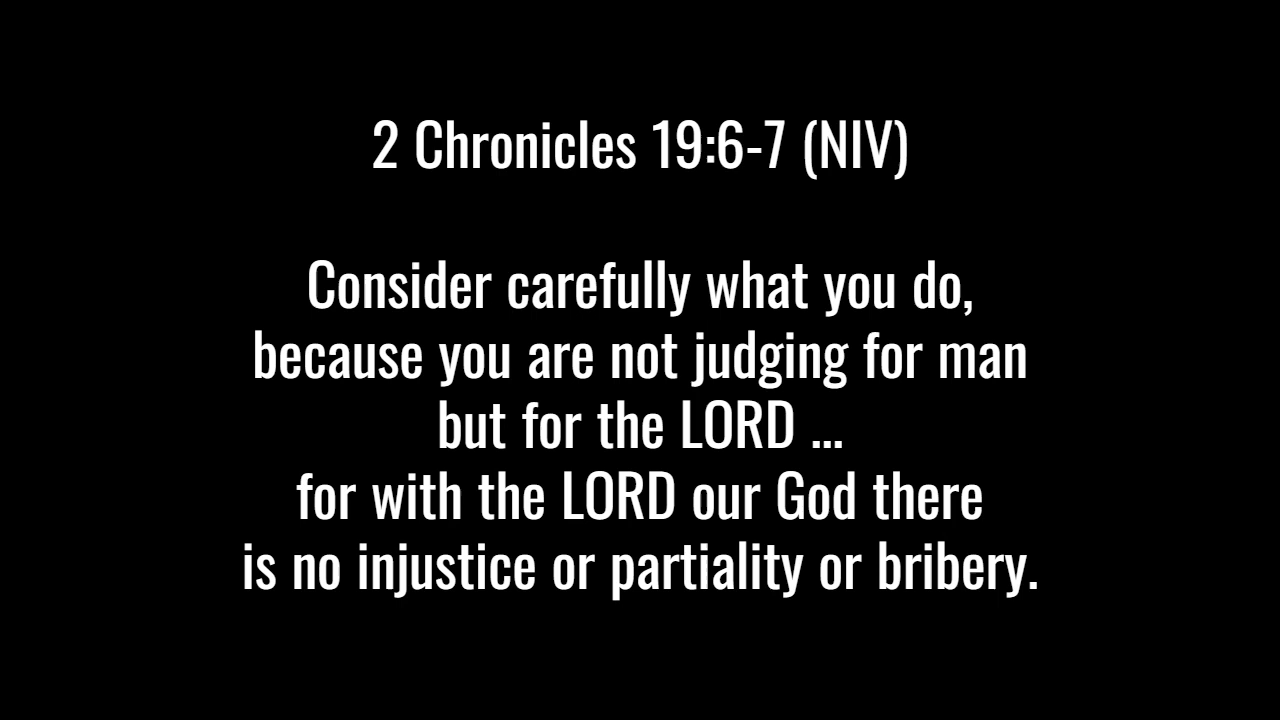 2 Chronicles 19:6-7 (NIV)
Consider carefully what you do,
because you are not judging for man
but for the LORD ...
for with the LORD our God there
is no injustice or partiality or bribery.